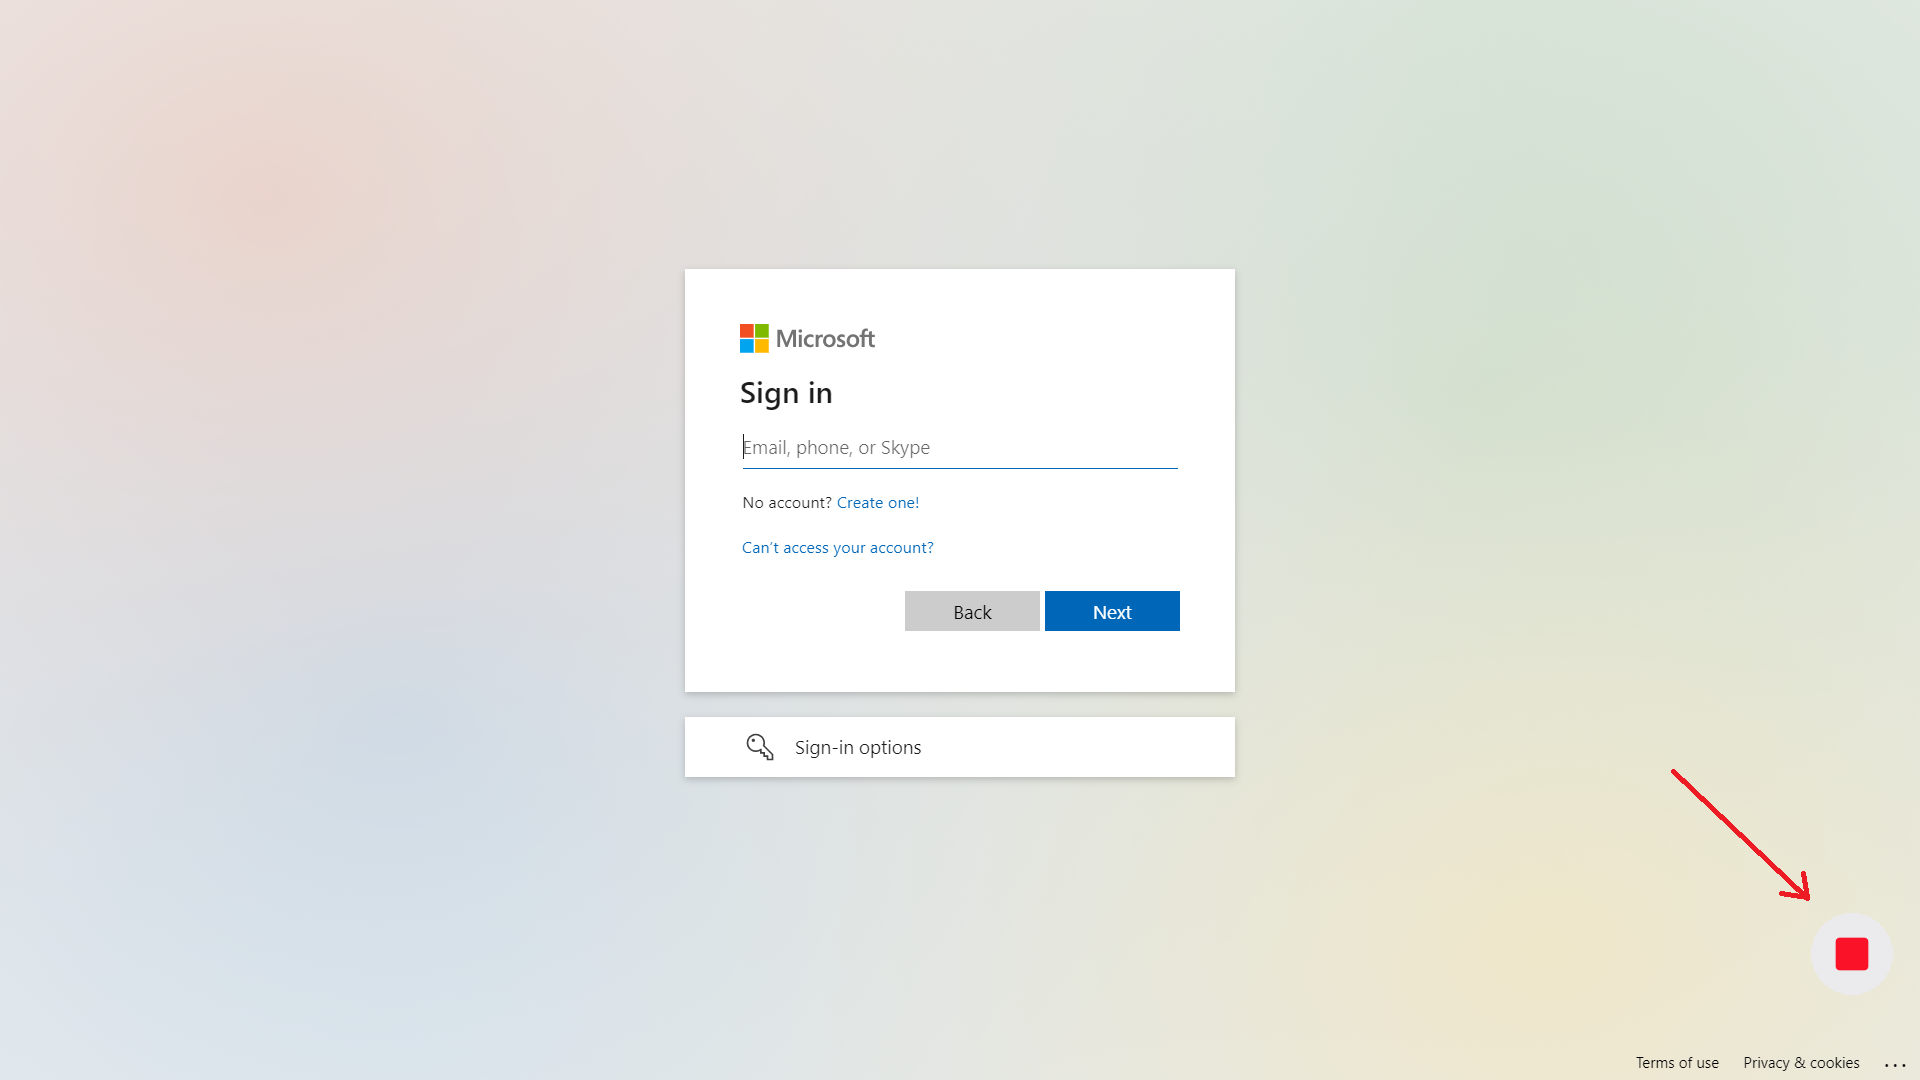 Microsoft
Sign in
Email, phone, or Skype
No account? Create one!
Can't access your account?
Back Next
Sign-in options
Terms of use Privacy & cookies ...